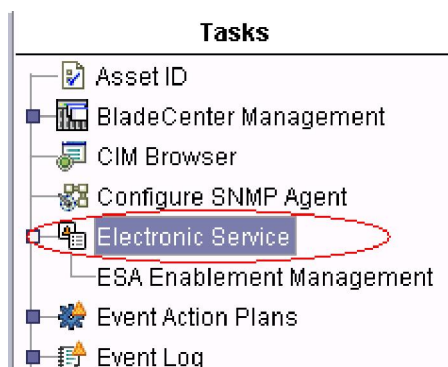 Tasks
Asset ID
BladeCenter Management
CIM Browser
Configure SNMP Agent
Electronic Service
ESA Enablement Management
Event Action Plans
Event Log